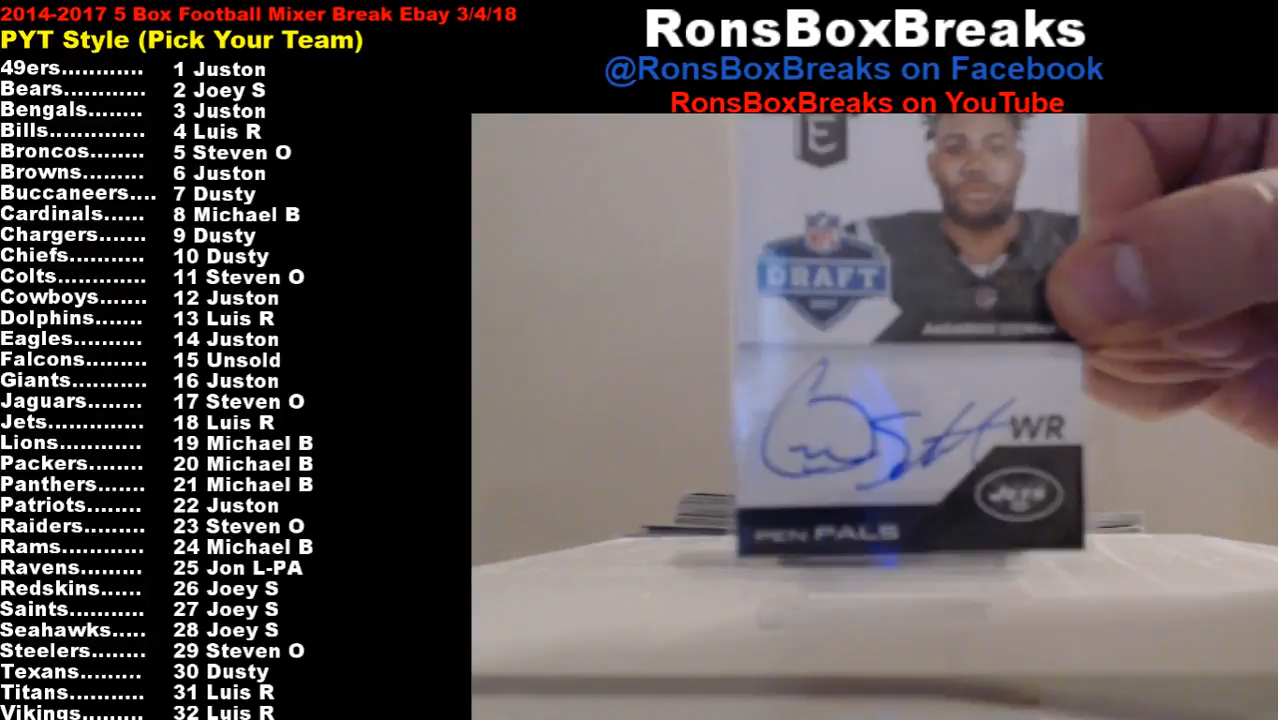 2014-2017 5 Box Football Mixer Break Ebay 3/4/18
PYT Style (Pick Your Team)
49ers............ 1 Juston
Bears............ 2 Joey S
Bengals........ 3 Juston
Bills.............. 4 Luis R
Broncos........ 5 Steven O
Browns......... 6 Juston
Buccaneers.... 7 Dusty
Cardinals...... 8 Michael B
Chargers....... 9 Dusty
Chiefs........... 10 Dusty
Colts............. 11 Steven O
Cowboys....... 12 Juston
Dolphins....... 13 Luis R
Eagles.......... 14 Juston
Falcons......... 15 Unsold
Giants........... 16 Juston
Jaguars........ 17 Steven O
Jets.............. 18 Luis R
Lions............ 19 Michael B
Packers........ 20 Michael B
Panthers....... 21 Michael B
Patriots........ 22 Juston
Raiders......... 23 Steven O
Rams............ 24 Michael B
Ravens......... 25 Jon L-PA
Redskins...... 26 Joey S
Saints........... 27 Joey S
Seahawks..... 28 Joey S
Steelers........ 29 Steven O
Texans......... 30 Dusty
Titans........... 31 Luis R
Vikings......... 32 Luis R
RonsBoxBreaks
@RonsBoxBreaks on Facebook
RonsBoxBreaks on YouTube
E
NFL
DRAFT
WR
JETS
PEN PALS